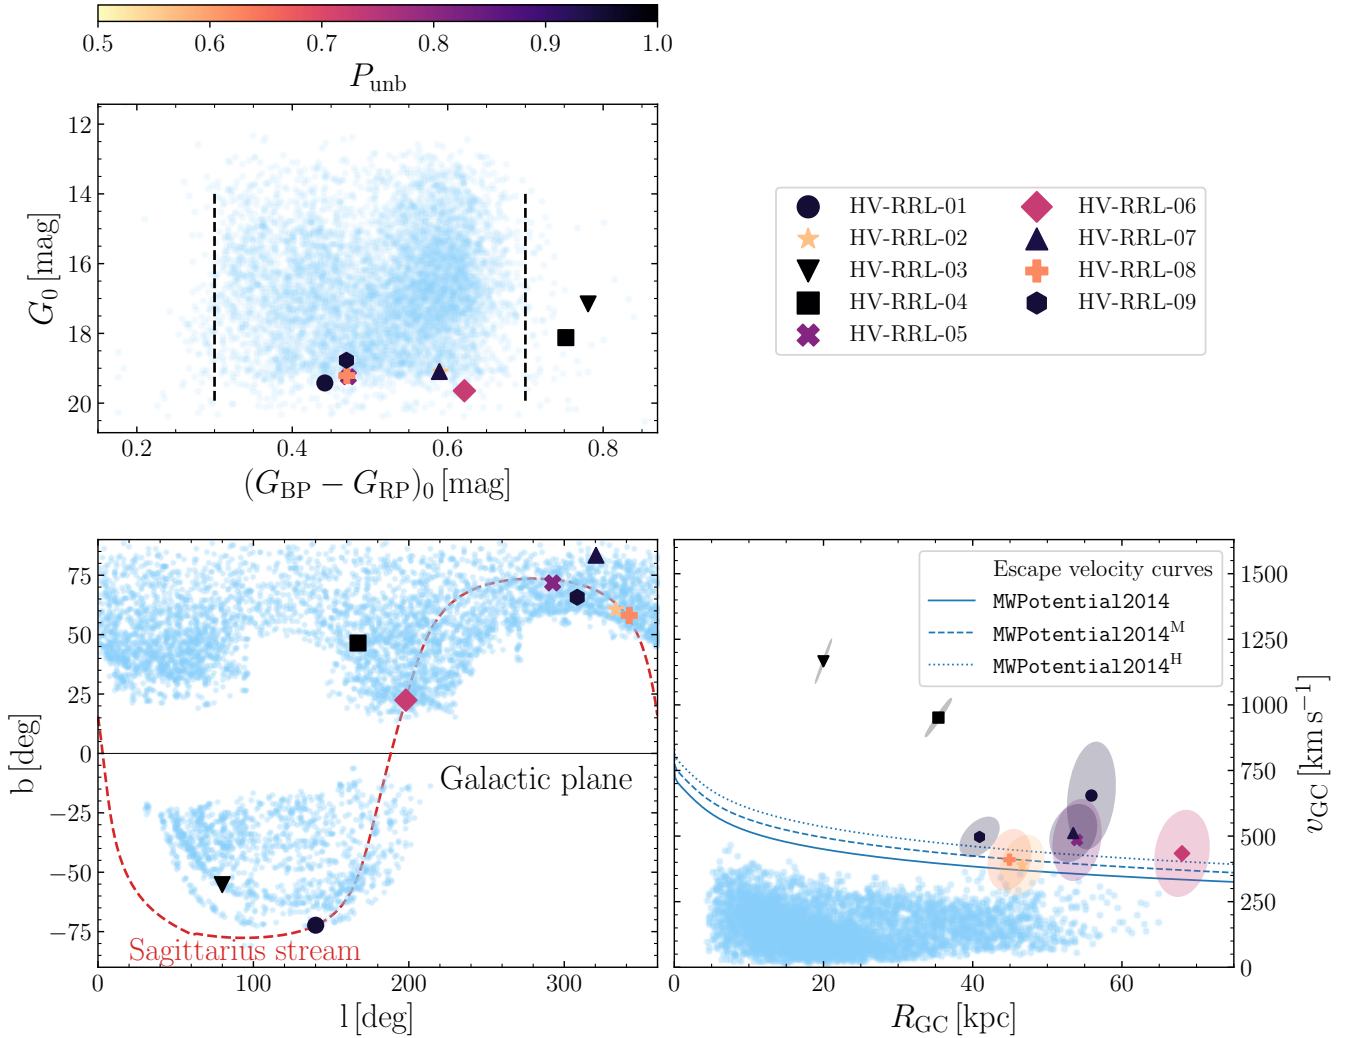 0.5 0.6 0.7 0.8 0.9 1.0
P_unb
12
14
16
18
20
G_0 [mag]
0.2 0.4 0.6 0.8
(G_BP − G_RP)_0 [mag]
HV-RRL-01 HV-RRL-06
HV-RRL-02 HV-RRL-07
HV-RRL-03 HV-RRL-08
HV-RRL-04 HV-RRL-09
HV-RRL-05
75
50
25
0
−25
−50
−75
b [deg]
Galactic plane
Sagittarius stream
0 100 200 300
l [deg]
Escape velocity curves
MWPotential2014
MWPotential2014^M
MWPotential2014^H
1500
1250
1000
750
500
250
0
v_GC [km s^−1]
0 20 40 60
R_GC [kpc]